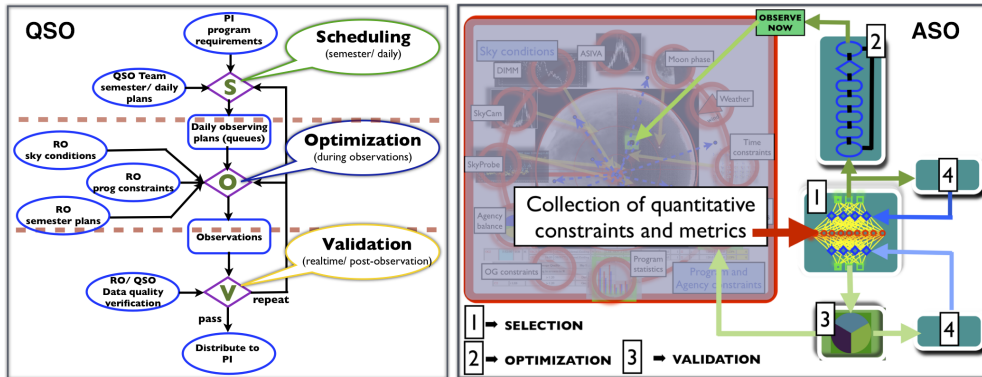 QSO
PI
program
requirements
Scheduling
(semester/ daily)
QSO Team
semester/ daily
plans
S
Daily observing
plans (queues)
Optimization
(during observations)
RO
sky conditions
RO
prog constraints
O
RO
semester plans
Observations
Validation
(realtime/ post-observation)
RO/ QSO
Data quality
verification
V
repeat
pass
Distribute to
PI
ASO
OBSERVE
NOW
2
Sky conditions
ASIVA
Moon phase
DIMM
SkyCam
Weather
Time
constraints
SkyProbe
1
4
Collection of quantitative
constraints and metrics
Agency
balance
OG constraints
Program
statistics
Program and
Agency constraints
3
4
1 ➡ SELECTION
2 ➡ OPTIMIZATION
3 ➡ VALIDATION